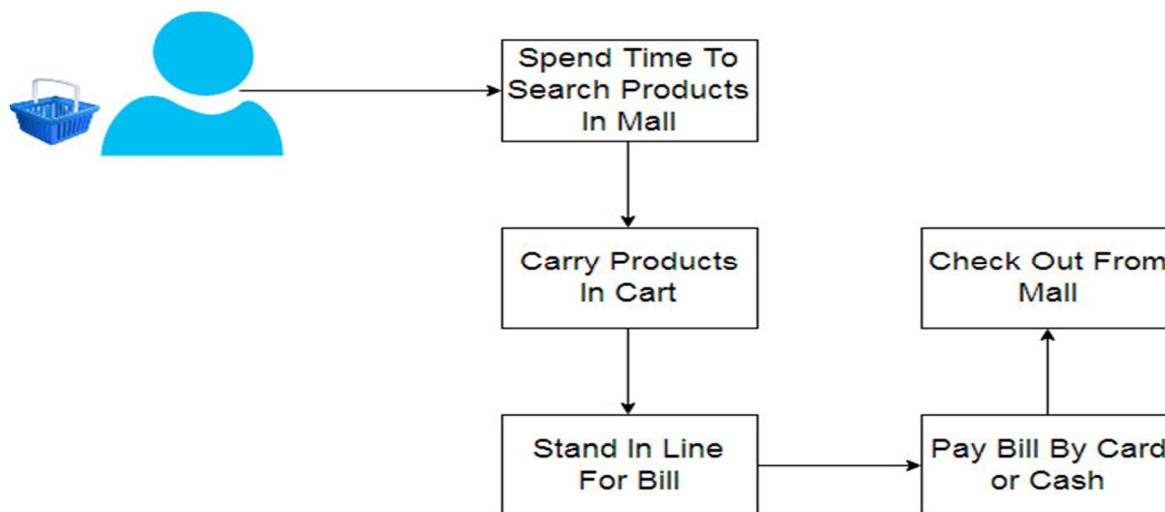 Spend Time To
Search Products
In Mall
Carry Products
In Cart
Stand In Line
For Bill
Pay Bill By Card
or Cash
Check Out From
Mall